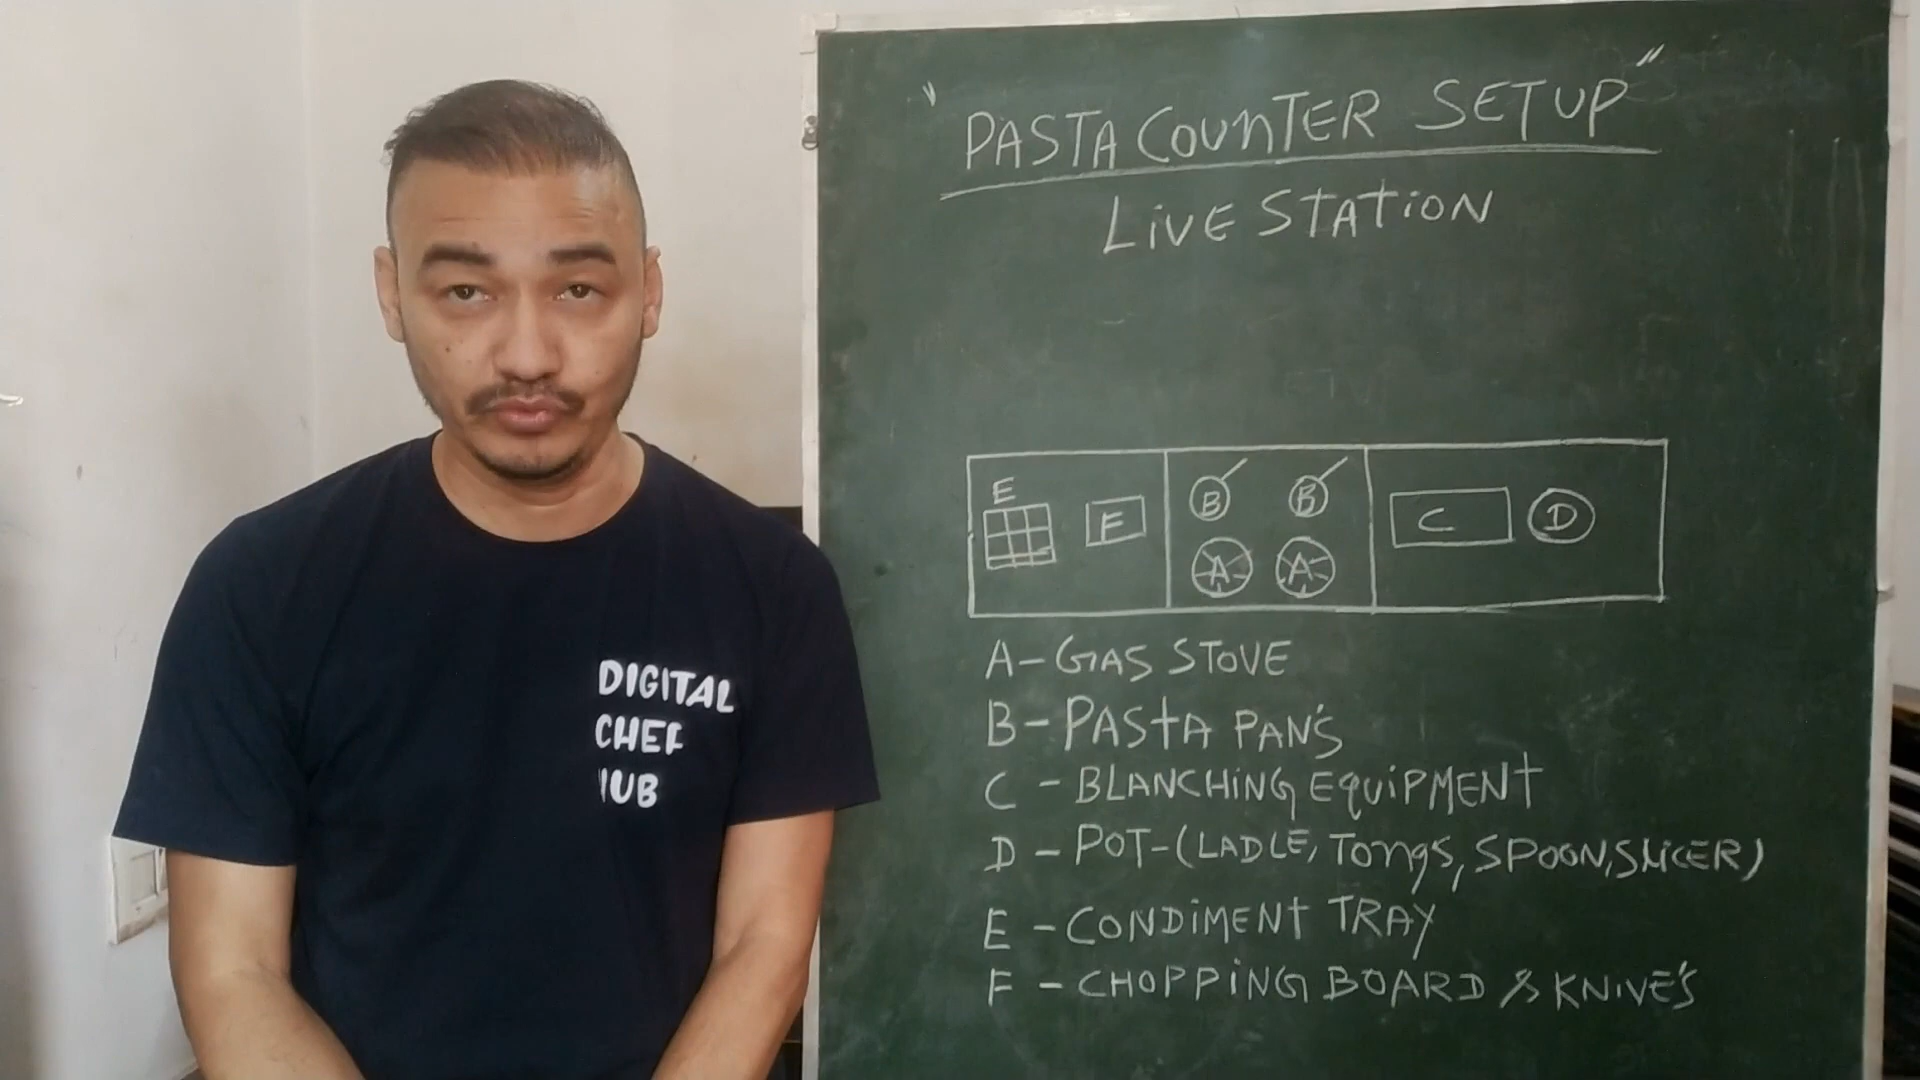 "PASTA COUNTER SETUP"
LIVE STATION
E
F B B C D
A A
A- GAS STOVE
B- PASTA PAN'S
C - BLANCHING EQUIPMENT
D - POT-(LADLE, TONGS, SPOON, SLICER)
E - CONDIMENT TRAY
F - CHOPPING BOARD & KNIVE'S
DIGITAL
CHEF
HUB